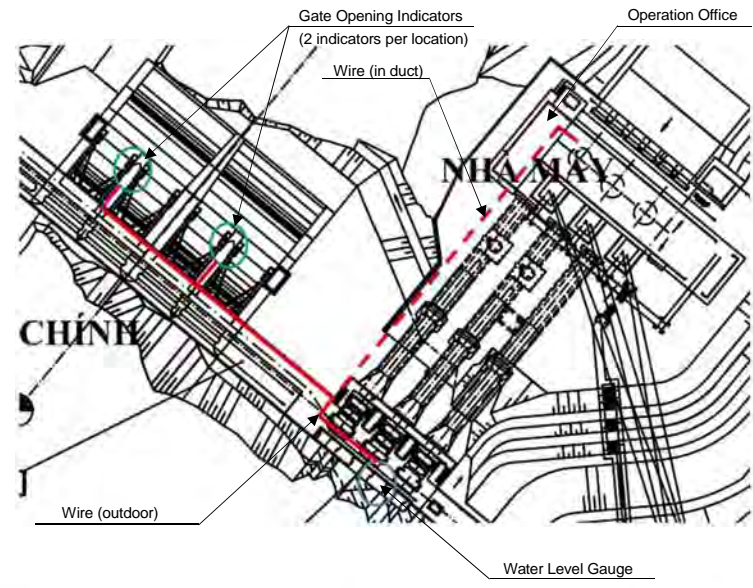 Gate Opening Indicators
(2 indicators per location)
Operation Office
Wire (in duct)
NHÀ MÁY
CHÍNH
Wire (outdoor)
Water Level Gauge